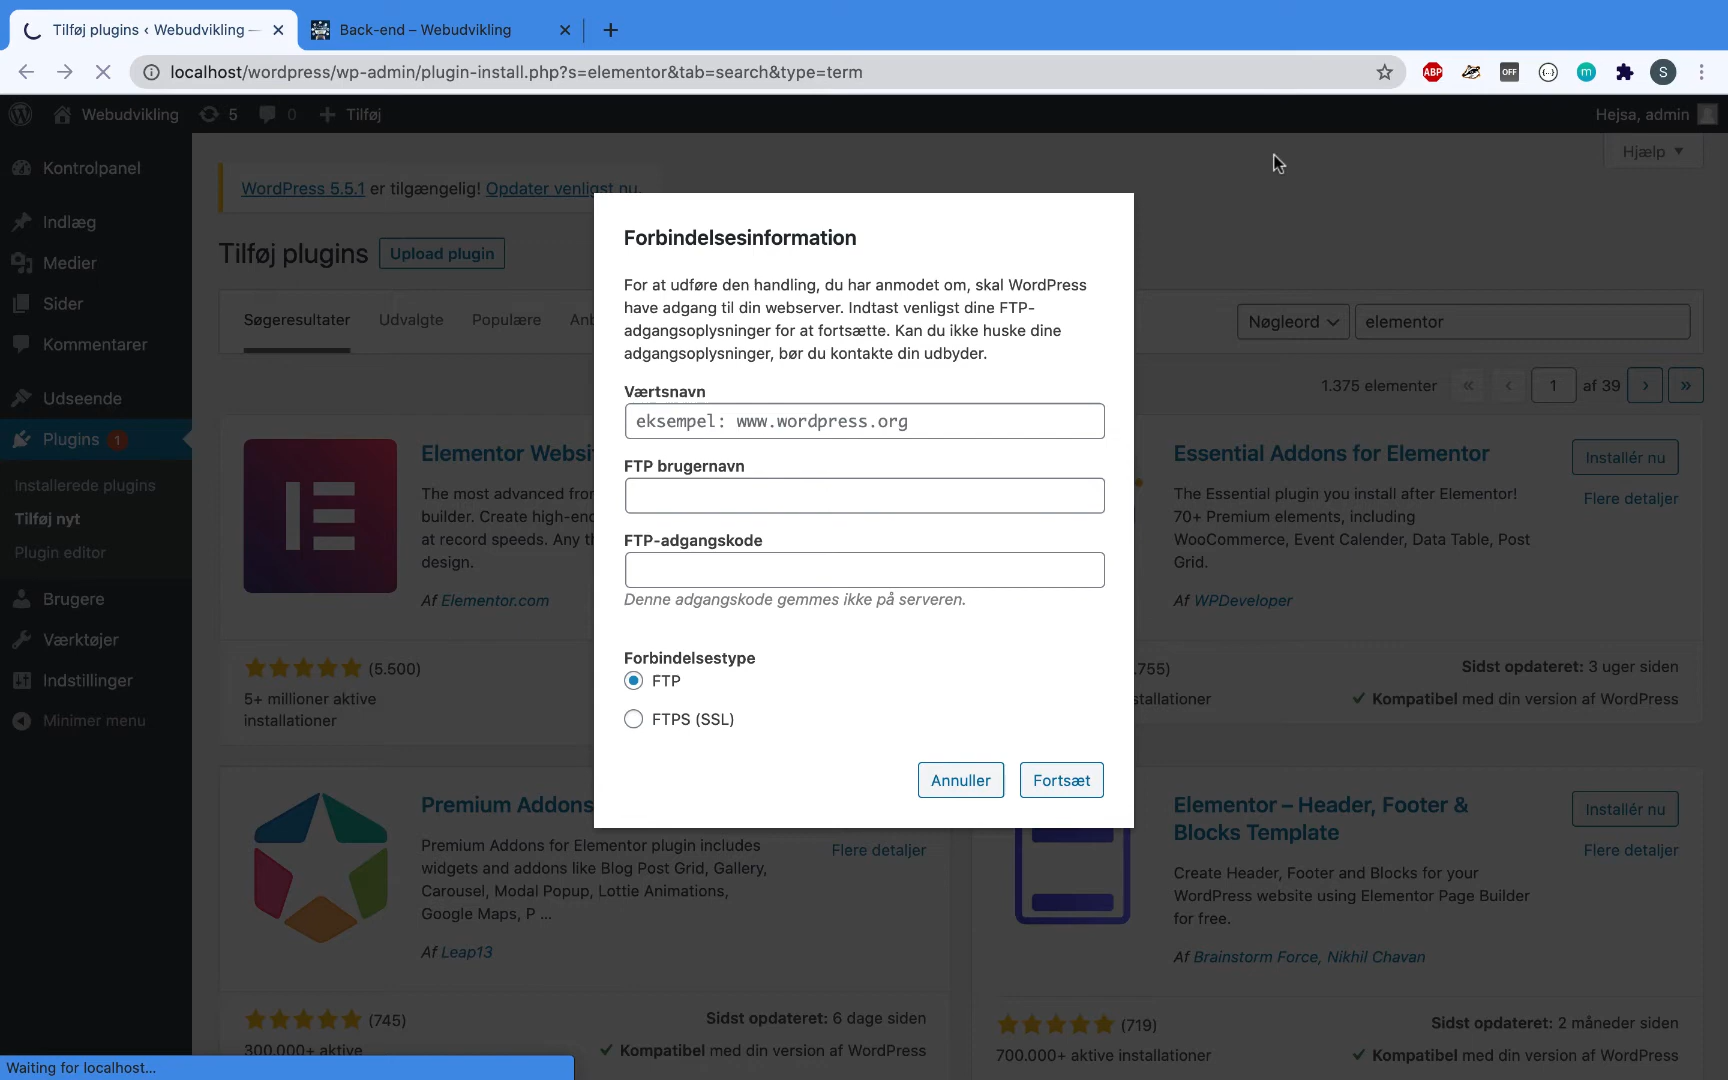 Tilføj plugins ‹ Webudvikling —
Back-end – Webudvikling
localhost/wordpress/wp-admin/plugin-install.php?s=elementor&tab=search&type=term
ABP
OFF
m
S
Webudvikling
5
0
Tilføj
Hejsa, admin
Kontrolpanel
Indlæg
Medier
Sider
Kommentarer
Udseende
Plugins 1
Installerede plugins
Tilføj nyt
Plugin editor
Brugere
Værktøjer
Indstillinger
Minimer menu
Hjælp
WordPress 5.5.1 er tilgængelig! Opdater venligst nu.
Tilføj plugins
Upload plugin
Søgeresultater
Udvalgte
Populære
Nøgleord
elementor
1.375 elementer
«
‹
1
af 39
›
»
Elementor
The most advanced
builder. Create
at record speeds.
design.
Af Elementor.com
(5.500)
5+ millioner aktive
installationer
Essential Addons for Elementor
The Essential plugin you install after Elementor!
70+ Premium elements, including
WooCommerce, Event Calender, Data Table, Post
Grid.
Af WPDeveloper
Installér nu
Flere detaljer
Sidst opdateret: 3 uger siden
Kompatibel med din version af WordPress
Forbindelsesinformation
For at udføre den handling, du har anmodet om, skal WordPress
have adgang til din webserver. Indtast venligst dine FTP-
adgangsoplysninger for at fortsætte. Kan du ikke huske dine
adgangsoplysninger, bør du kontakte din udbyder.
Værtsnavn
eksempel: www.wordpress.org
FTP brugernavn
FTP-adgangskode
Denne adgangskode gemmes ikke på serveren.
Forbindelsestype
FTP
FTPS (SSL)
Annuller
Fortsæt
Premium Addons
Premium Addons for Elementor plugin includes
widgets and addons like Blog Post Grid, Gallery,
Carousel, Modal Popup, Lottie Animations,
Google Maps, P ...
Af Leap13
Flere detaljer
(745)
300.000+ aktive
Sidst opdateret: 6 dage siden
Kompatibel med din version af WordPress
Elementor – Header, Footer &
Blocks Template
Create Header, Footer and Blocks for your
WordPress website using Elementor Page Builder
for free.
Af Brainstorm Force, Nikhil Chavan
Installér nu
Flere detaljer
(719)
700.000+ aktive installationer
Sidst opdateret: 2 måneder siden
Kompatibel med din version af WordPress
Waiting for localhost...